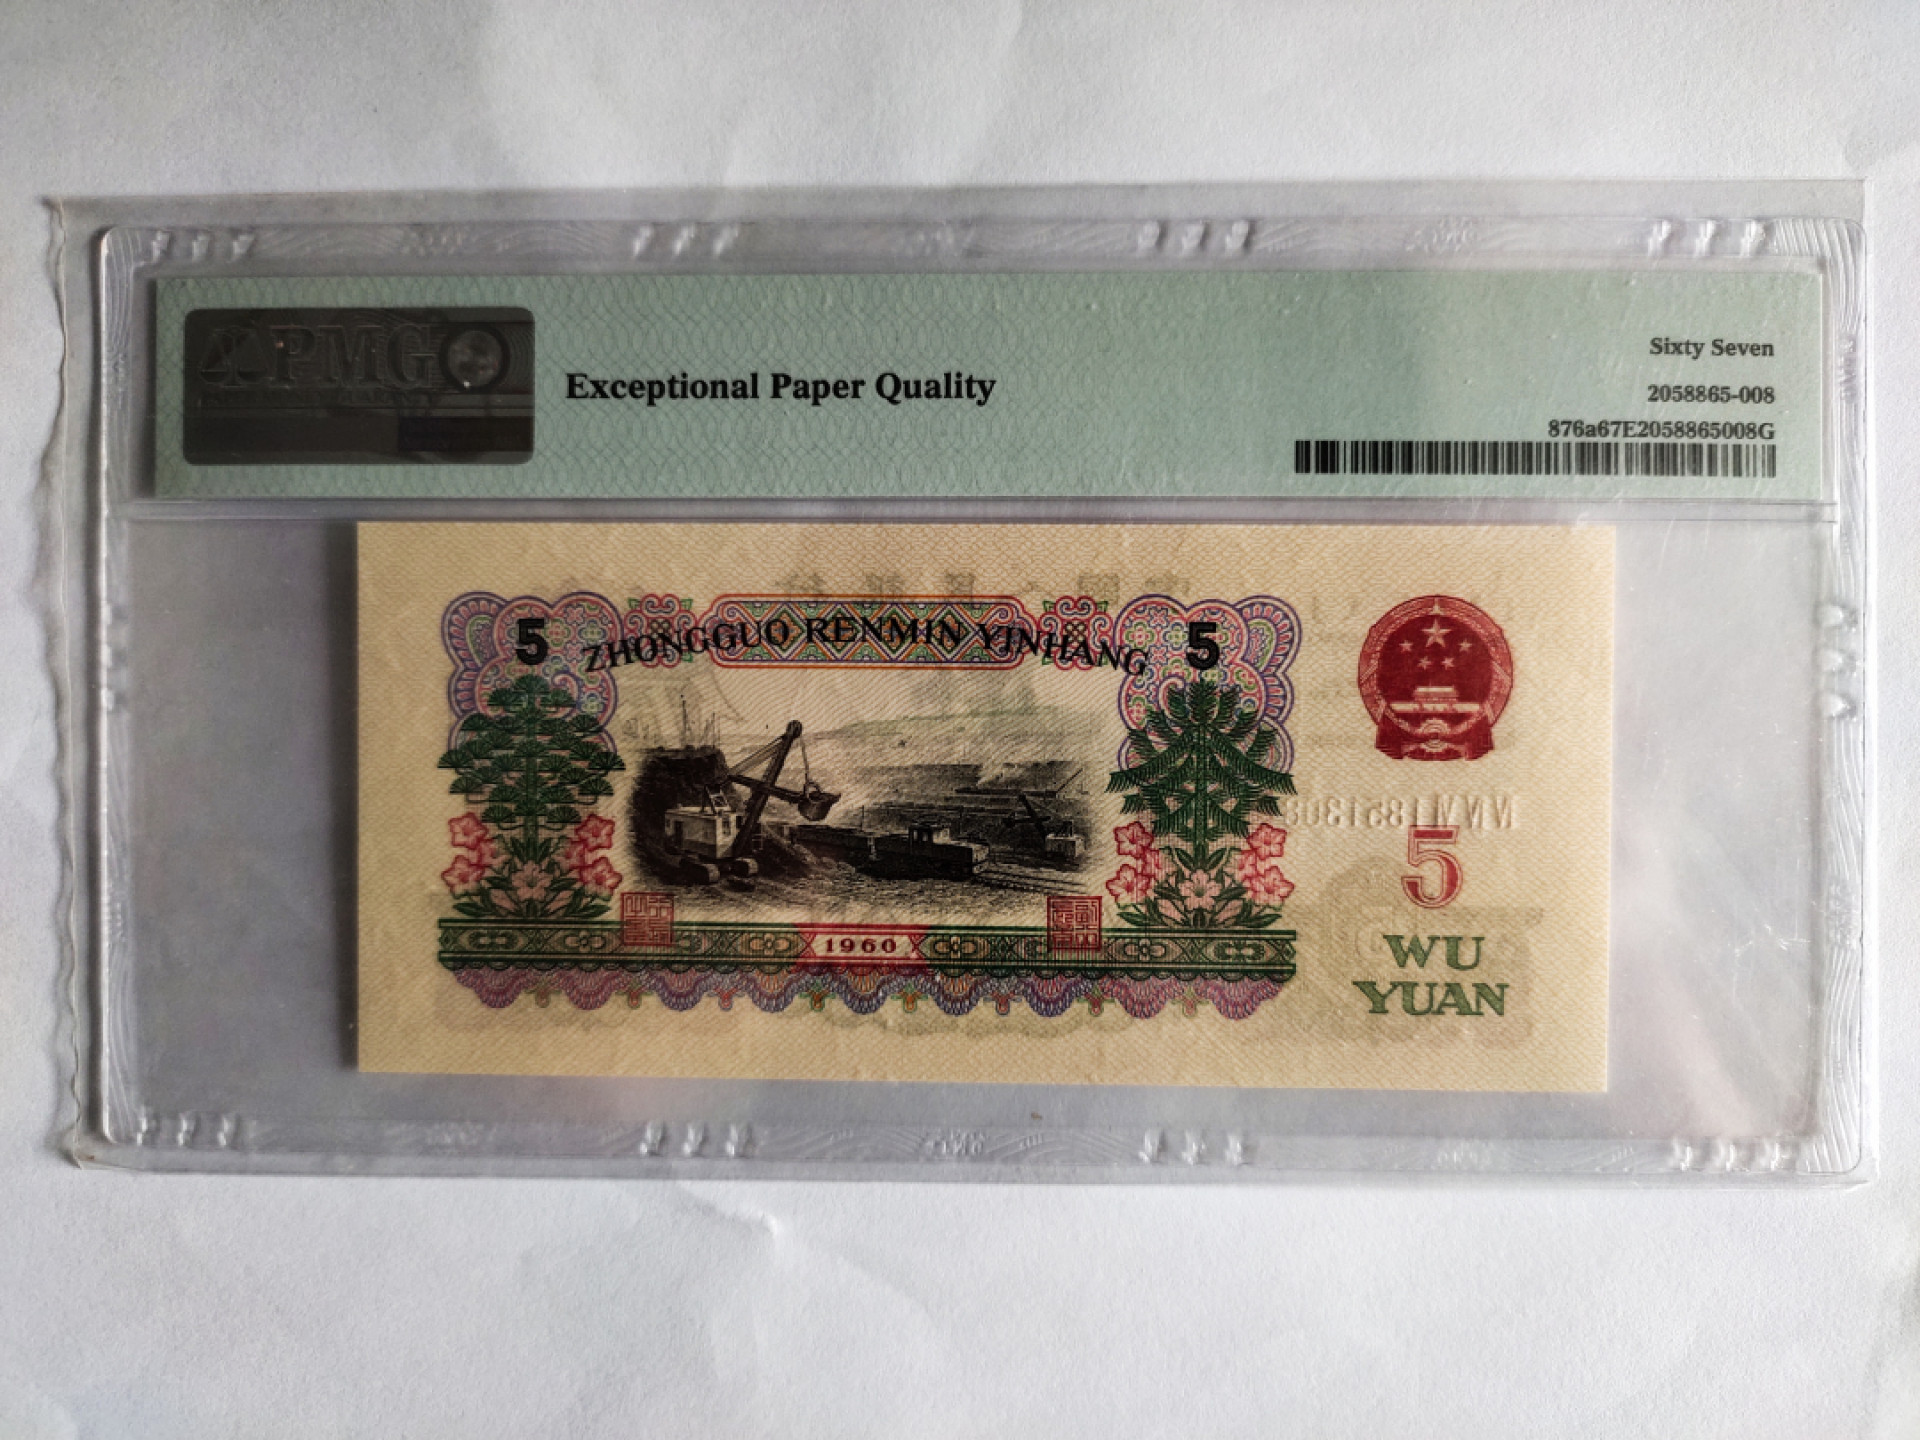 PMG
Exceptional Paper Quality
Sixty Seven
2058865-008
876a67E2058865008G
5 ZHONGGUO RENMIN YINHANG 5
1960
5
WU
YUAN